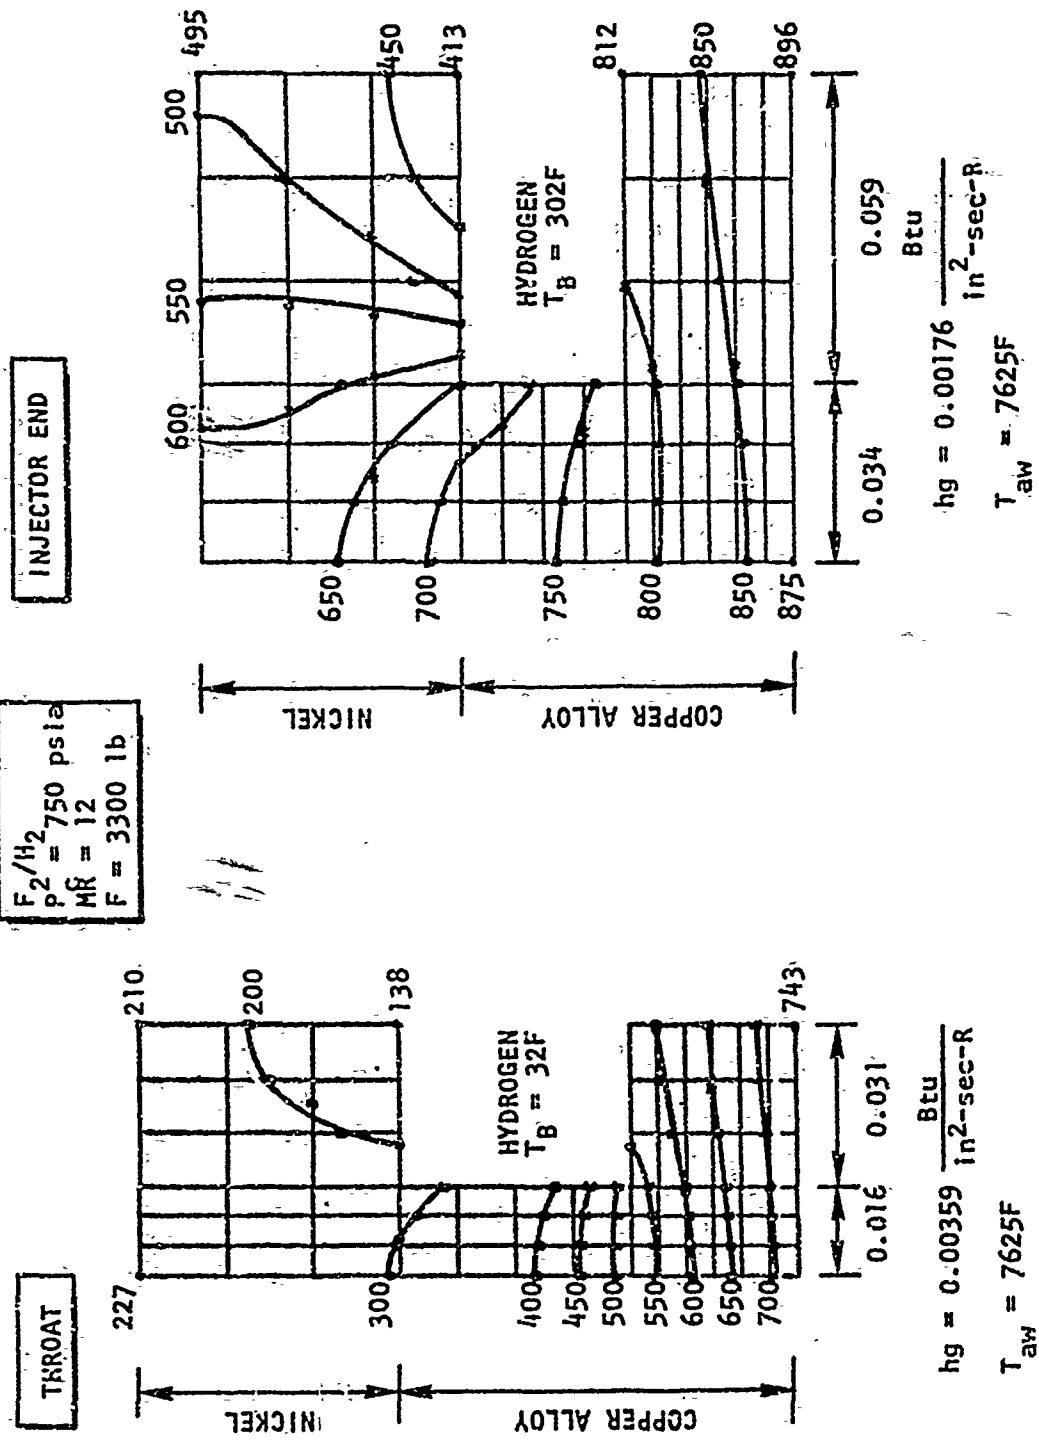 F2/H2
Pc = 750 psia
MR = 12
F = 3300 lb
THROAT
227
210
200
138
300
400
450
500
550
600
650
700
743
HYDROGEN
TB = 32F
NICKEL
COPPER ALLOY
0.016
0.031
hg = 0.00359 Btu
in2-sec-R
Taw = 7625F
INJECTOR END
495
500
550
600
450
413
650
700
750
800
850
875
812
850
896
HYDROGEN
TB = 302F
NICKEL
COPPER ALLOY
0.034
0.059
hg = 0.00176 Btu
in2-sec-R
Taw = 7625F